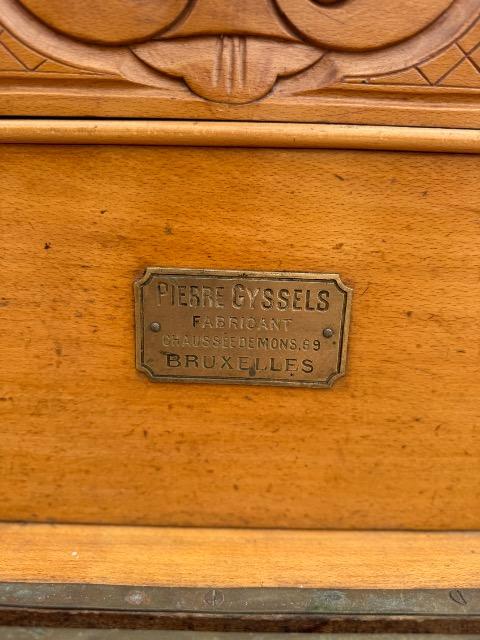 PIERRE GYSSELS
FABRICANT
CHAUSSÉE DE MONS, 69
BRUXELLES